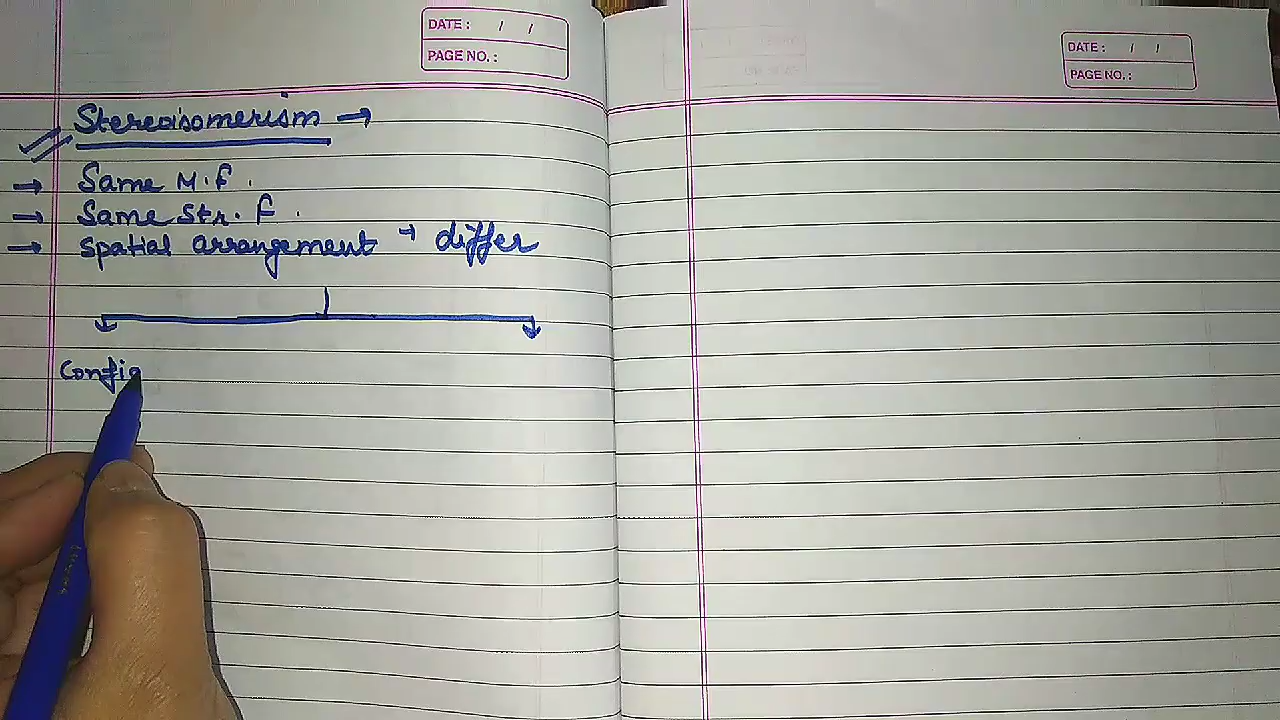 DATE : / /
PAGE NO. :
Stereoisomerism →
→ Same M.f.
→ Same Str. f.
→ Spatial arrangement → differ
Config
DATE : / /
PAGE NO. :